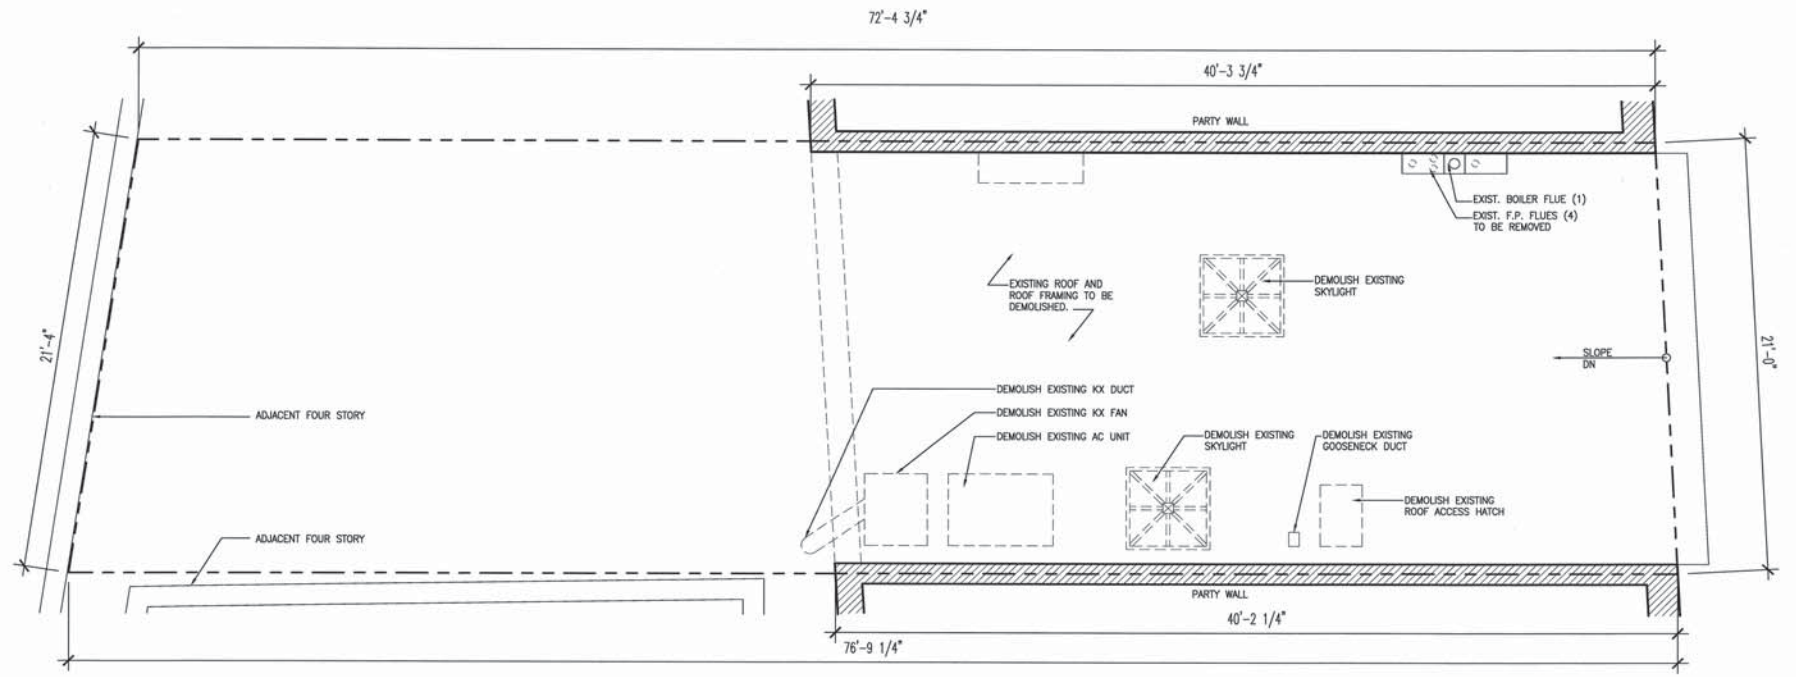 72'-4 3/4"
40'-3 3/4"
PARTY WALL
EXIST. BOILER FLUE (1)
EXIST. F.P. FLUES (4)
TO BE REMOVED
EXISTING ROOF AND
ROOF FRAMING TO BE
DEMOLISHED.
DEMOLISH EXISTING
SKYLIGHT
21'-4"
SLOPE
DN
21'-0"
DEMOLISH EXISTING KX DUCT
DEMOLISH EXISTING KX FAN
DEMOLISH EXISTING AC UNIT
ADJACENT FOUR STORY
DEMOLISH EXISTING
SKYLIGHT
DEMOLISH EXISTING
GOOSENECK DUCT
DEMOLISH EXISTING
ROOF ACCESS HATCH
ADJACENT FOUR STORY
PARTY WALL
40'-2 1/4"
76'-9 1/4"